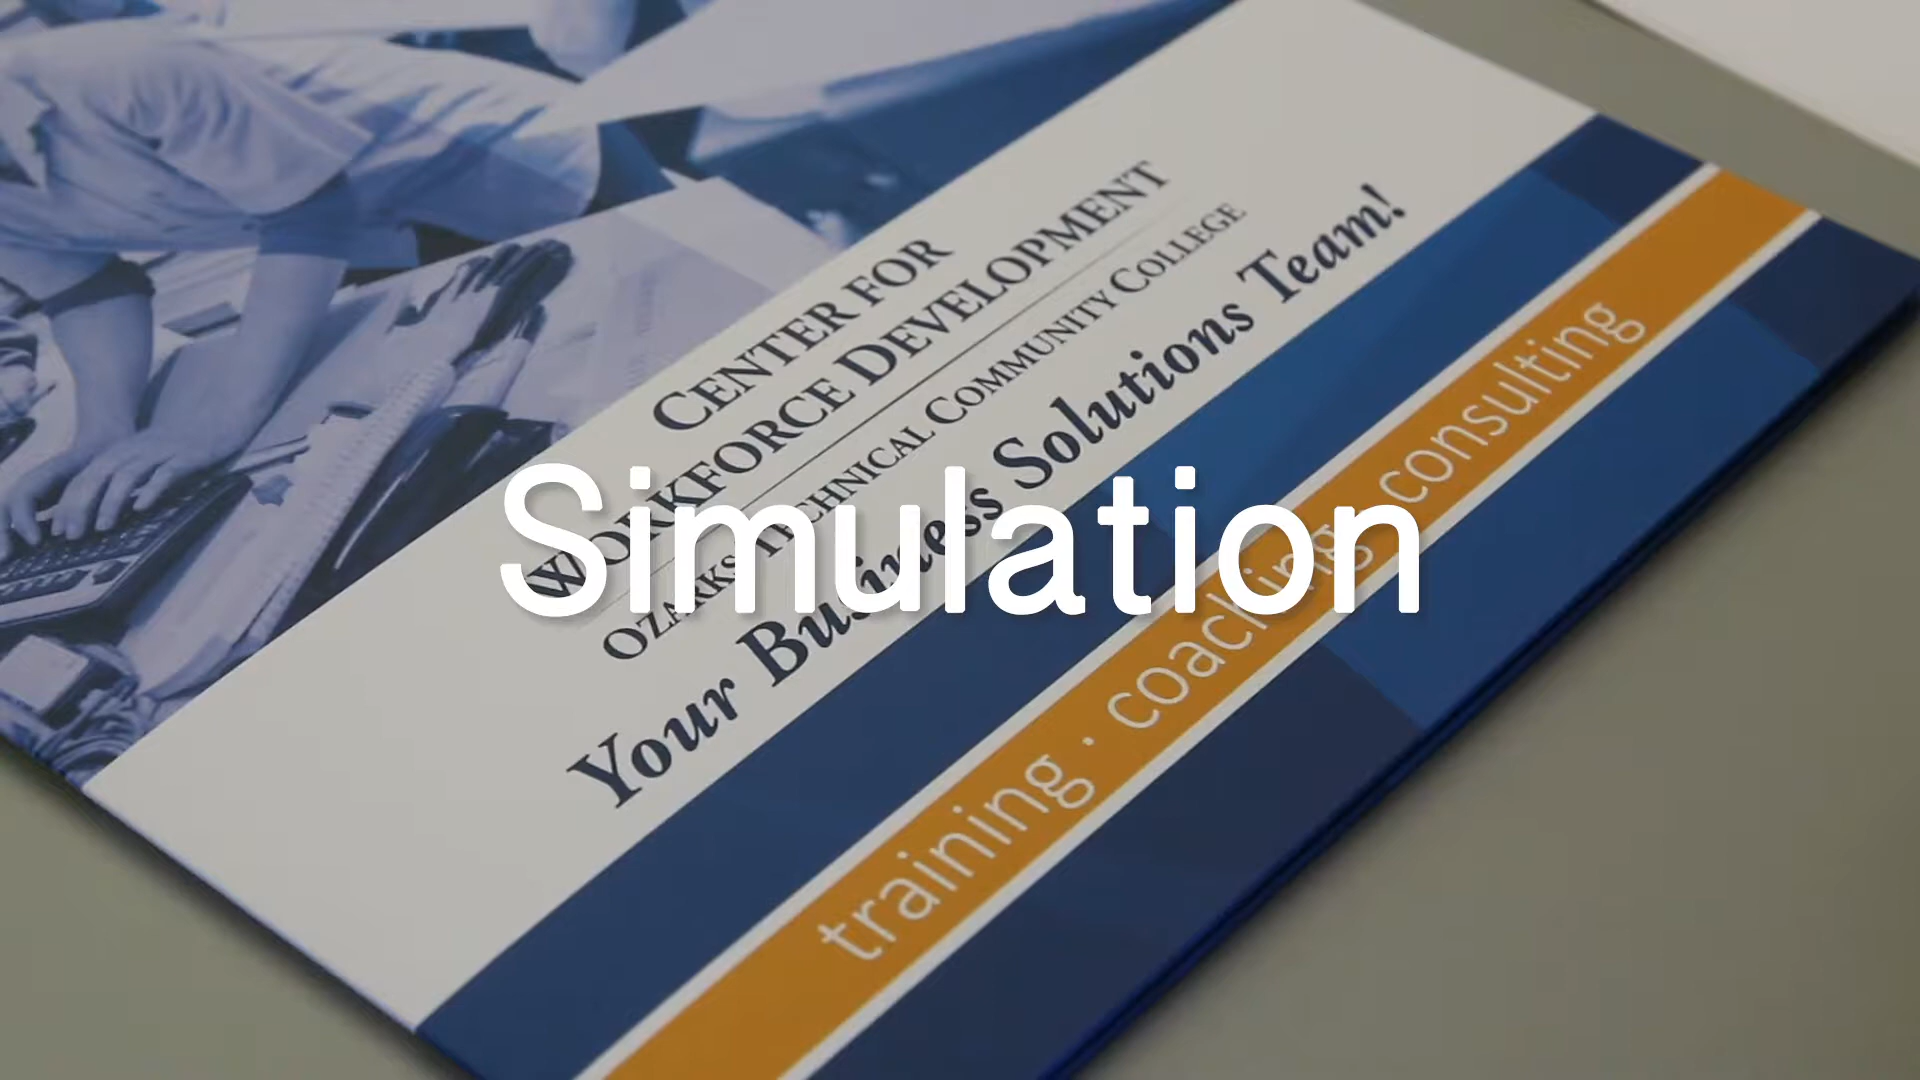 CENTER FOR
WORKFORCE DEVELOPMENT
OZARKS TECHNICAL COMMUNITY COLLEGE
Your Business Solutions Team!
training · coaching · consulting
Simulation